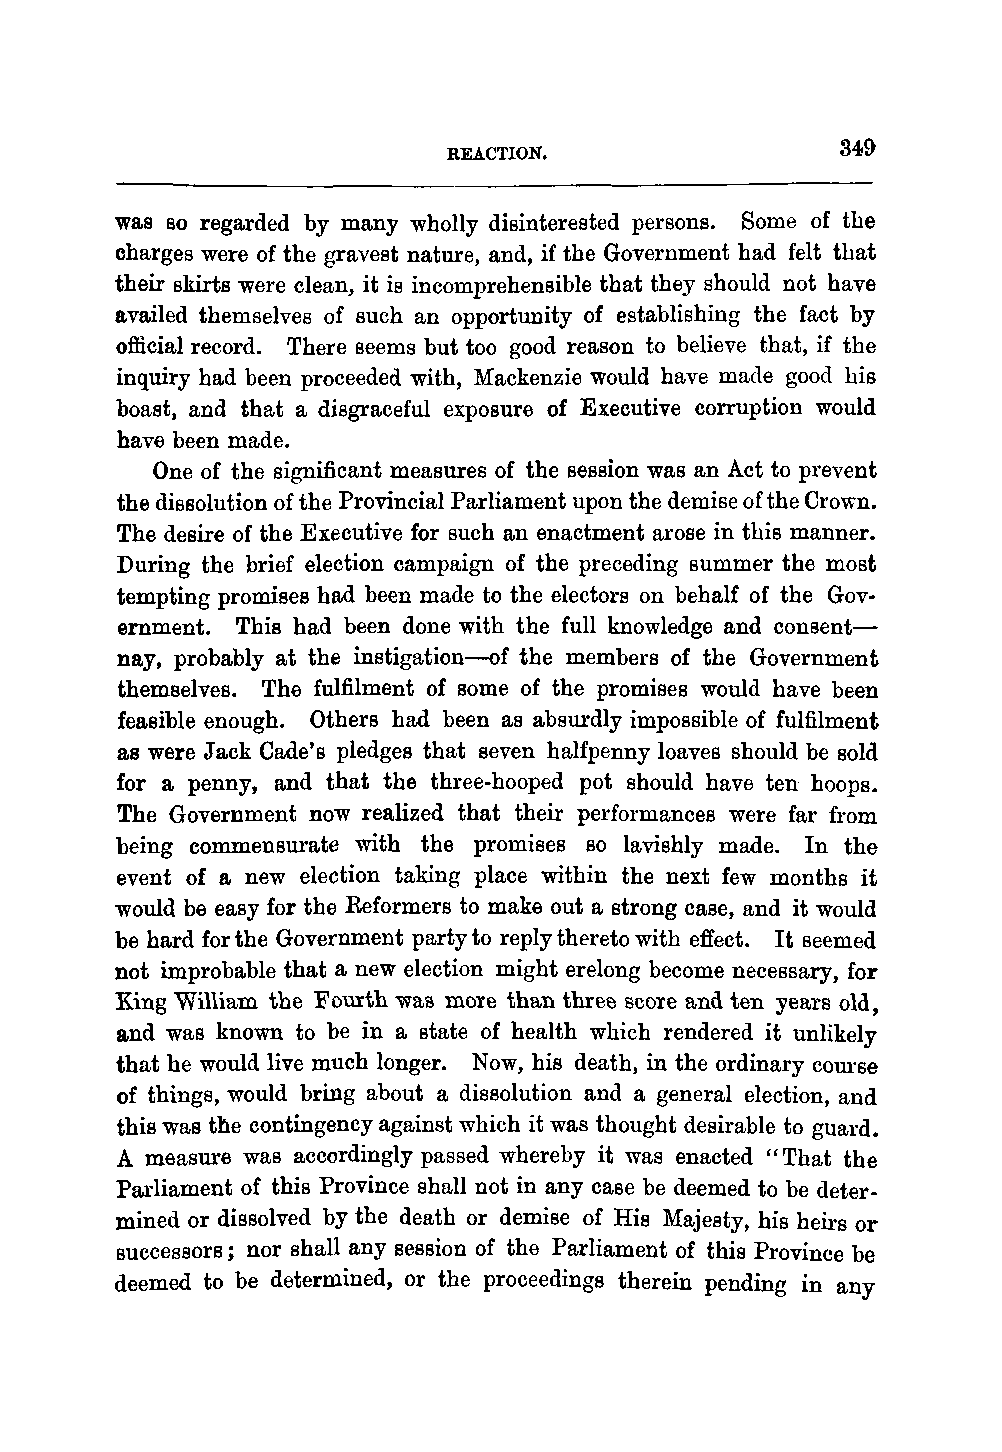 REACTION. 349
was so regarded by many wholly disinterested persons. Some of the
charges were of the gravest nature, and, if the Government had felt that
their skirts were clean, it is incomprehensible that they should not have
availed themselves of such an opportunity of establishing the fact by
official record. There seems but too good reason to believe that, if the
inquiry had been proceeded with, Mackenzie would have made good his
boast, and that a disgraceful exposure of Executive corruption would
have been made.
One of the significant measures of the session was an Act to prevent
the dissolution of the Provincial Parliament upon the demise of the Crown.
The desire of the Executive for such an enactment arose in this manner.
During the brief election campaign of the preceding summer the most
tempting promises had been made to the electors on behalf of the Gov-
ernment. This had been done with the full knowledge and consent—
nay, probably at the instigation—of the members of the Government
themselves. The fulfilment of some of the promises would have been
feasible enough. Others had been as absurdly impossible of fulfilment
as were Jack Cade's pledges that seven halfpenny loaves should be sold
for a penny, and that the three-hooped pot should have ten hoops.
The Government now realized that their performances were far from
being commensurate with the promises so lavishly made. In the
event of a new election taking place within the next few months it
would be easy for the Reformers to make out a strong case, and it would
be hard for the Government party to reply thereto with effect. It seemed
not improbable that a new election might erelong become necessary, for
King William the Fourth was more than three score and ten years old,
and was known to be in a state of health which rendered it unlikely
that he would live much longer. Now, his death, in the ordinary course
of things, would bring about a dissolution and a general election, and
this was the contingency against which it was thought desirable to guard.
A measure was accordingly passed whereby it was enacted "That the
Parliament of this Province shall not in any case be deemed to be deter-
mined or dissolved by the death or demise of His Majesty, his heirs or
successors; nor shall any session of the Parliament of this Province be
deemed to be determined, or the proceedings therein pending in any